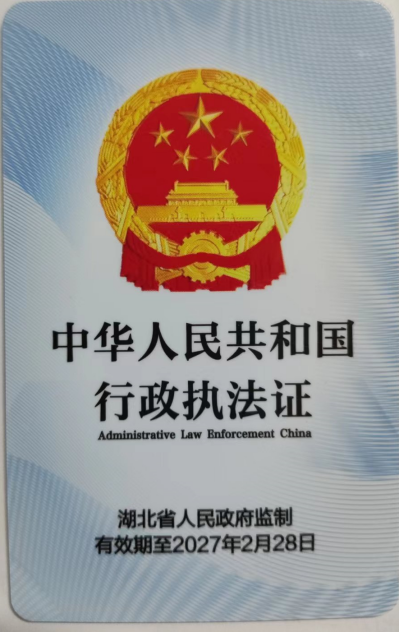 中华人民共和国
行政执法证
Administrative Law Enforcement China
湖北省人民政府监制
有效期至2027年2月28日